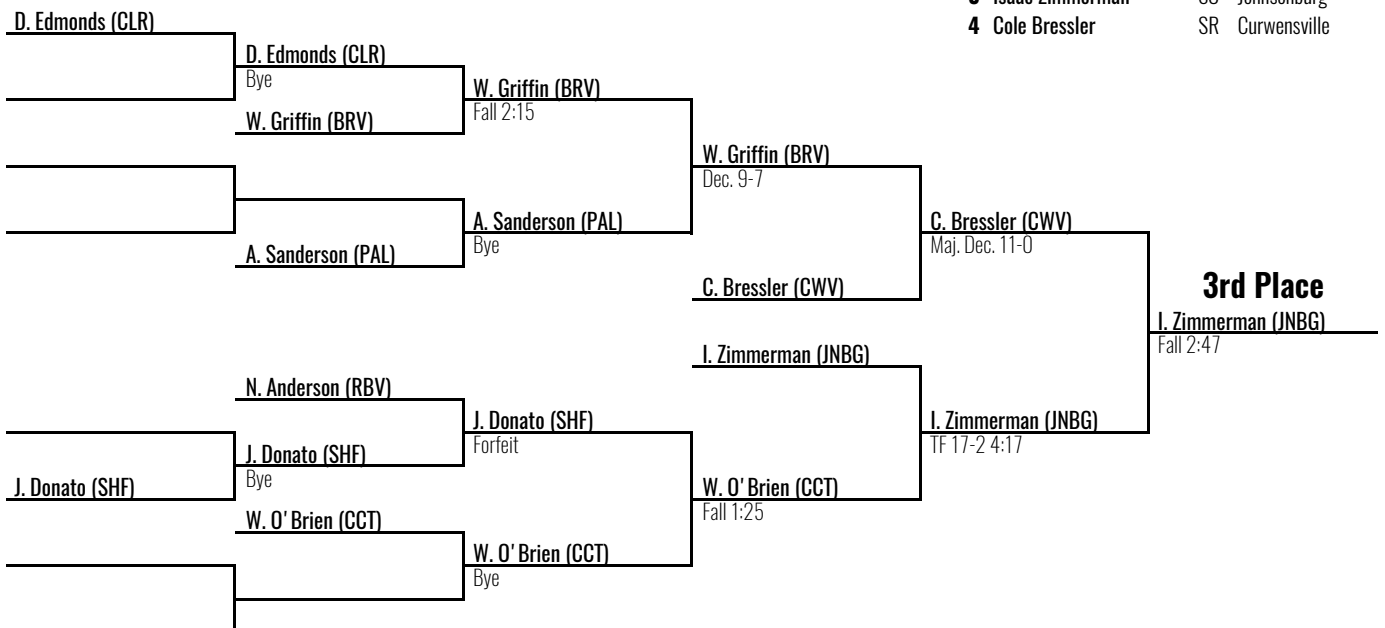 3 Isaac Zimmerman
D. Edmonds (CLR)
4 Cole Bressler SR Curwensville
D. Edmonds (CLR)
Bye
W. Griffin (BRV)
Fall 2:15
W. Griffin (BRV)
W. Griffin (BRV)
Dec. 9-7
A. Sanderson (PAL)
Bye
C. Bressler (CWV)
Maj. Dec. 11-0
A. Sanderson (PAL)
C. Bressler (CWV)
3rd Place
I. Zimmerman (JNBG)
Fall 2:47
I. Zimmerman (JNBG)
N. Anderson (RBV)
J. Donato (SHF)
Forfeit
I. Zimmerman (JNBG)
TF 17-2 4:17
J. Donato (SHF)
Bye
J. Donato (SHF)
W. O'Brien (CCT)
Fall 1:25
W. O'Brien (CCT)
W. O'Brien (CCT)
Bye